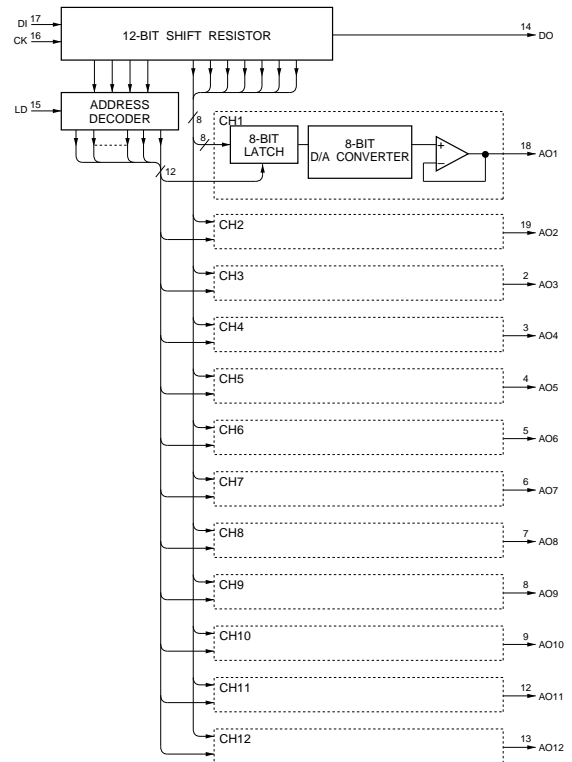 DI 17
CK 16
12-BIT SHIFT RESISTOR
14
DO
LD 15
ADDRESS
DECODER
8
8
12
CH1
8-BIT
LATCH
8-BIT
D/A CONVERTER
+
−
18
AO1
CH2
19
AO2
CH3
2
AO3
CH4
3
AO4
CH5
4
AO5
CH6
5
AO6
CH7
6
AO7
CH8
7
AO8
CH9
8
AO9
CH10
9
AO10
CH11
12
AO11
CH12
13
AO12